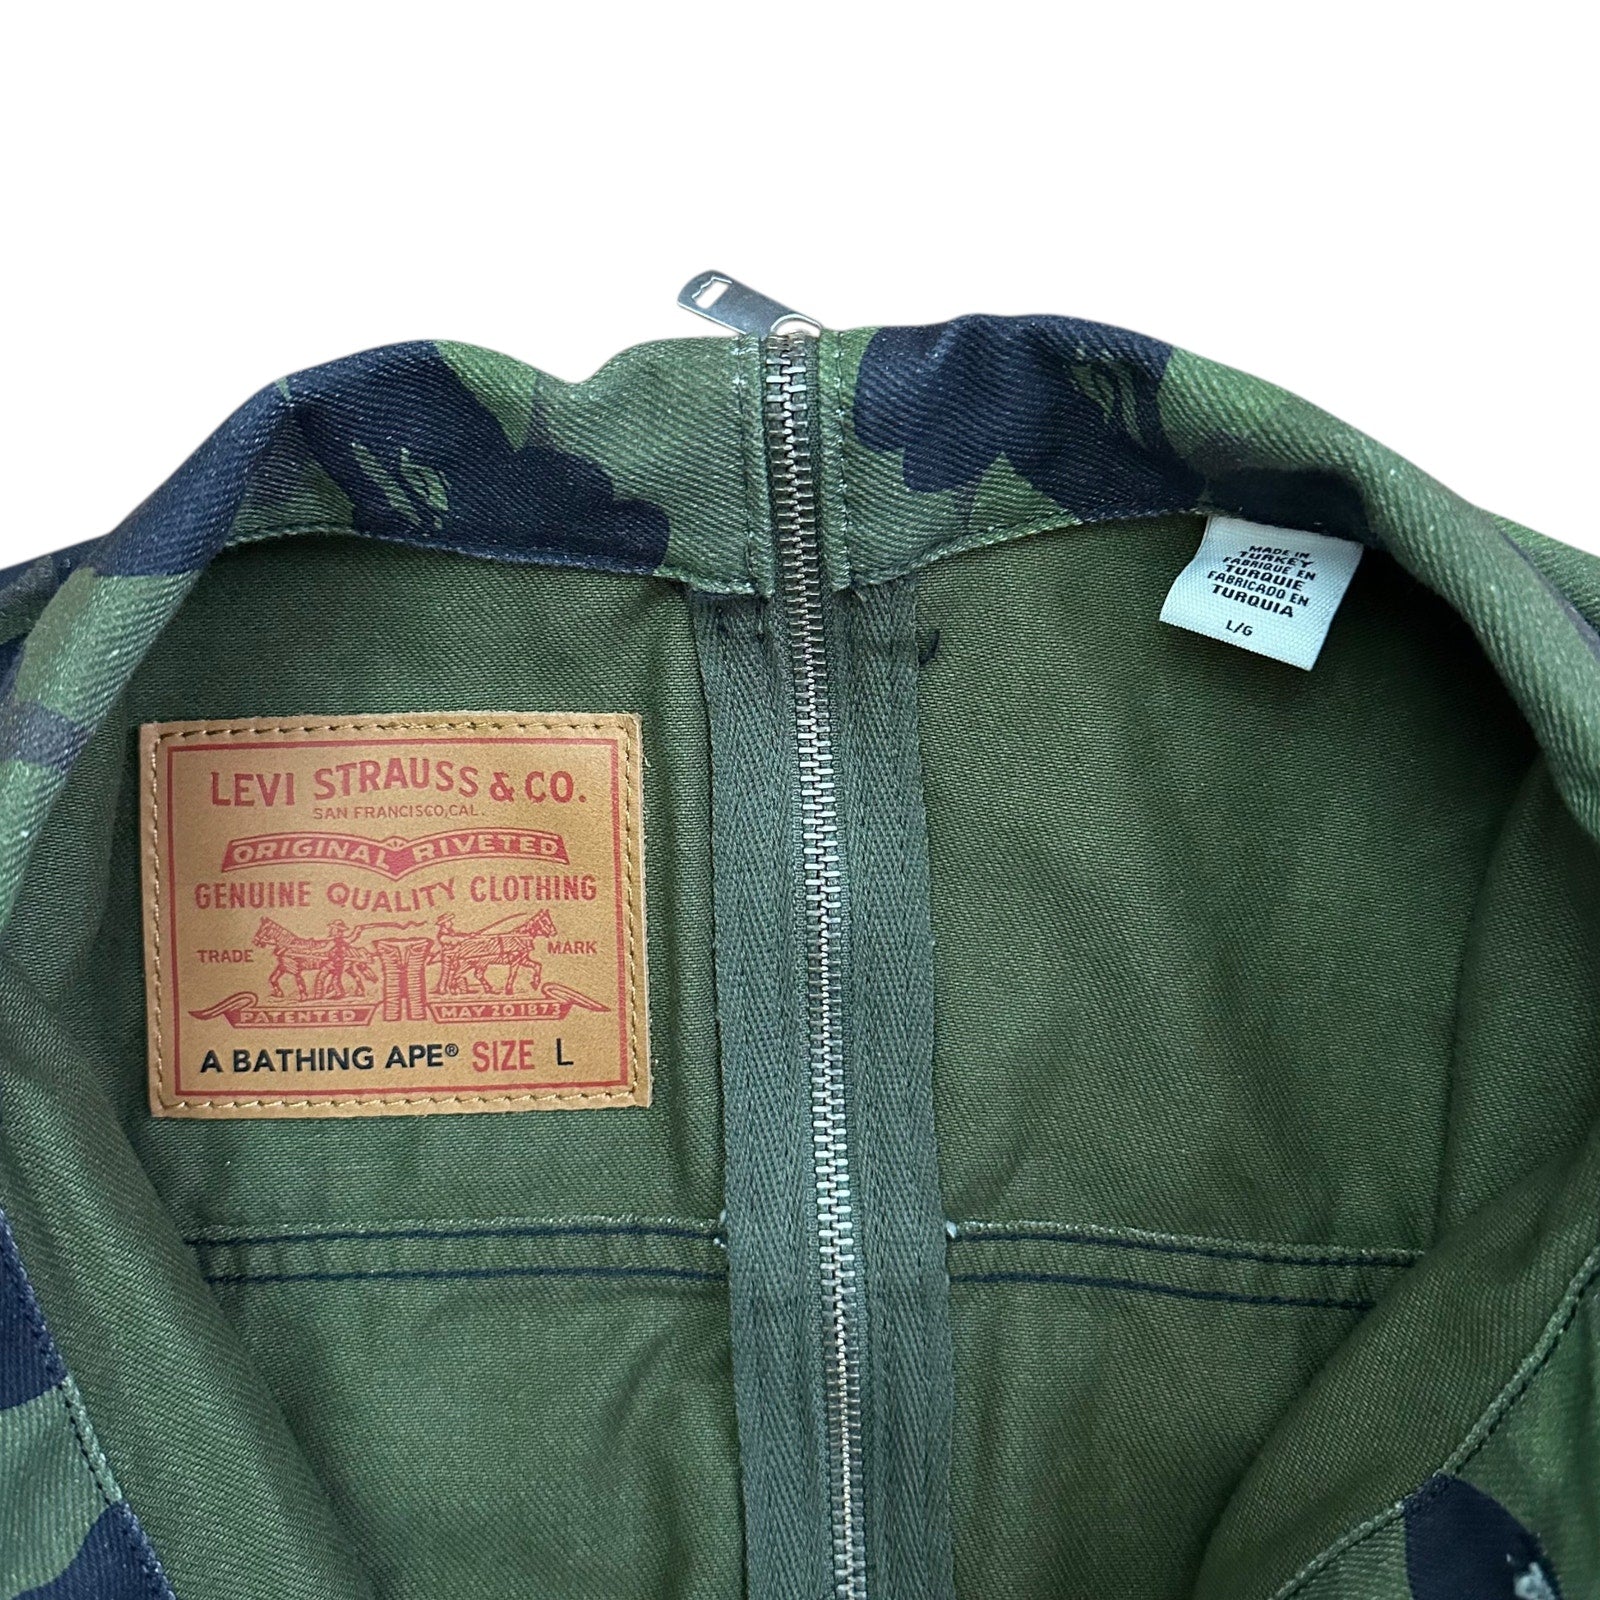 LEVI STRAUSS & CO.
SAN FRANCISCO, CAL.
ORIGINAL RIVETED
GENUINE QUALITY CLOTHING
TRADE MARK
PATENTED MAY 20 1873
A BATHING APE® SIZE L
MADE IN
TURKEY
FABRIQUE EN
TURQUIE
FABRICADO EN
TURQUIA
L/G